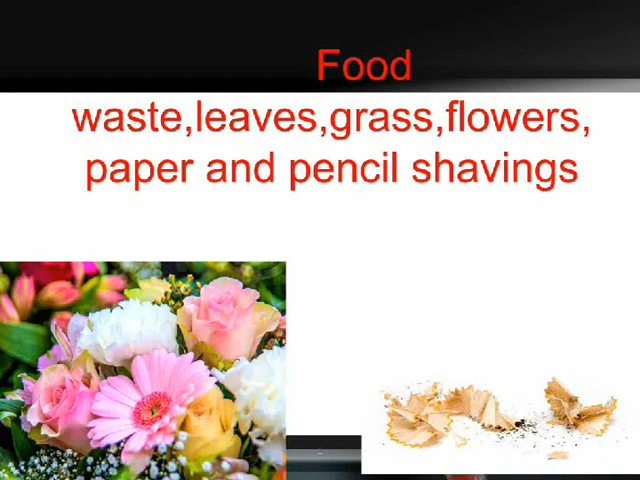 Food
waste,leaves,grass,flowers,
paper and pencil shavings